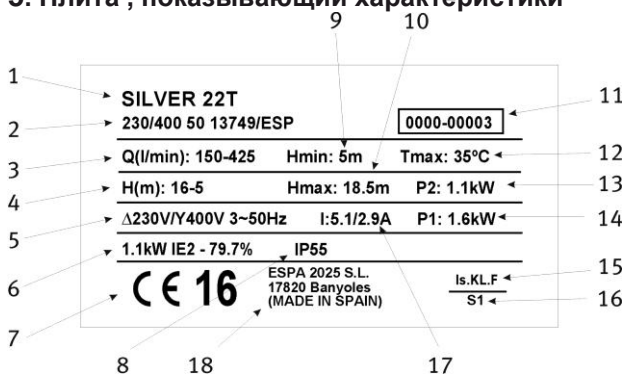 5. Плита , показывающий характеристики
9 10
1 SILVER 22T
2 230/400 50 13749/ESP 0000-00003 11
3 Q(l/min): 150-425 Hmin: 5m Tmax: 35ºC 12
4 H(m): 16-5 Hmax: 18.5m P2: 1.1kW 13
5 Δ230V/Y400V 3~50Hz I:5.1/2.9A P1: 1.6kW 14
6 1.1kW IE2 - 79.7% IP55
7 CE 16 ESPA 2025 S.L. Is.KL.F 15
17820 Banyoles S1 16
(MADE IN SPAIN)
8 18 17